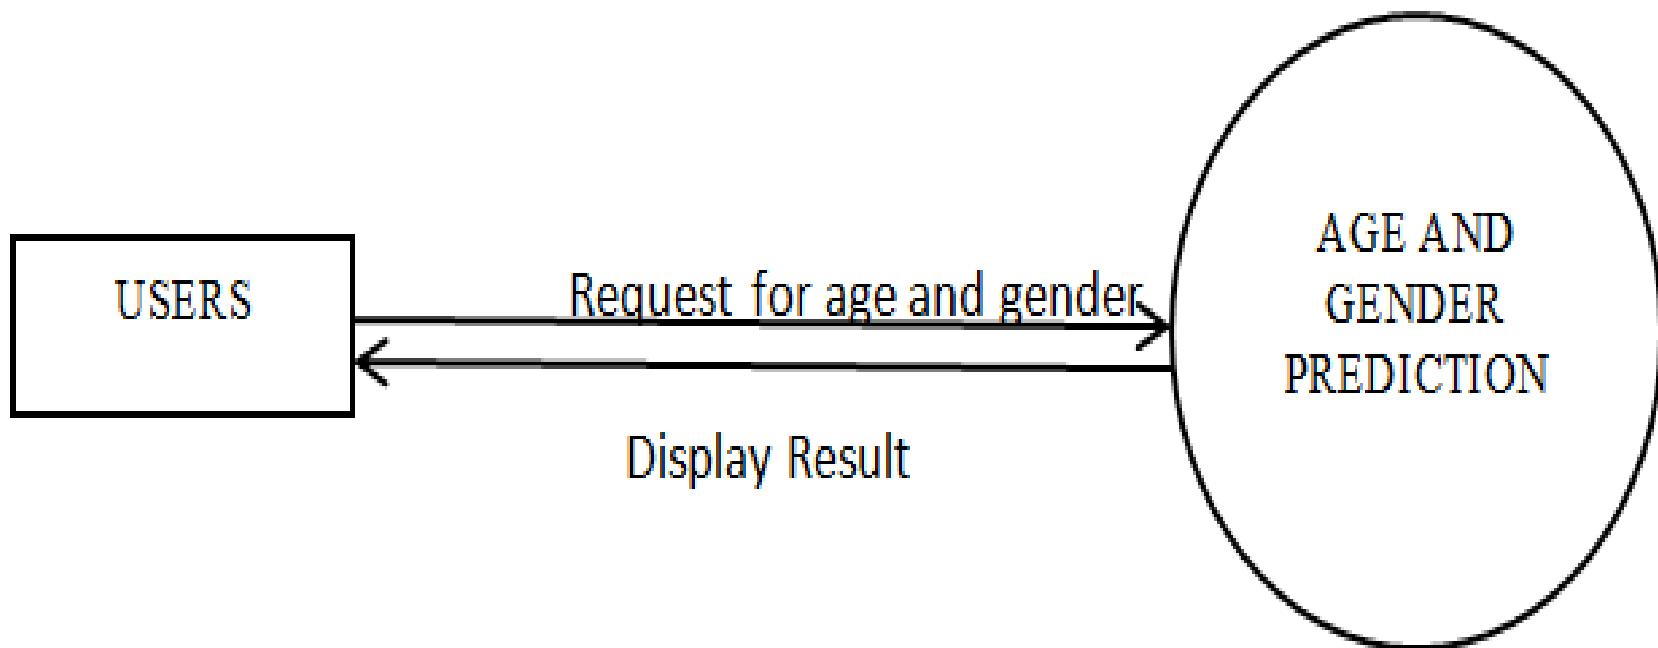 USERS
Request for age and gender
Display Result
AGE AND
GENDER
PREDICTION